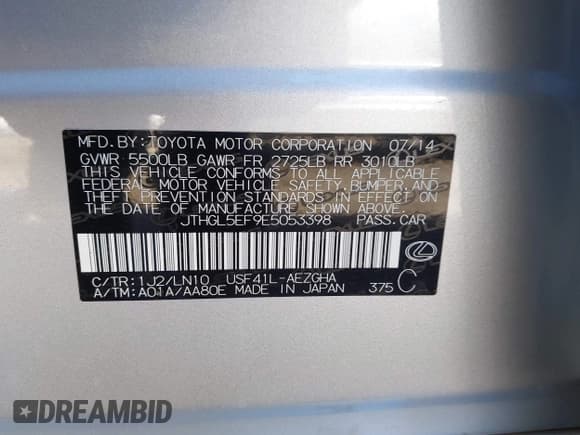 MFD. BY: TOYOTA MOTOR CORPORATION 07/14
GVWR 5500LB GAWR FR 2725LB RR 3010LB
THIS VEHICLE CONFORMS TO ALL APPLICABLE
FEDERAL MOTOR VEHICLE SAFETY, BUMPER, AND
THEFT PREVENTION STANDARDS IN EFFECT ON
THE DATE OF MANUFACTURE SHOWN ABOVE.
JTHGL5EF9E5053398 PASS. CAR
C/TR: 1J2/LN10 USF41L-AEZGHA
A/TM: A01A/AA80E MADE IN JAPAN 375 C
DREAMBID